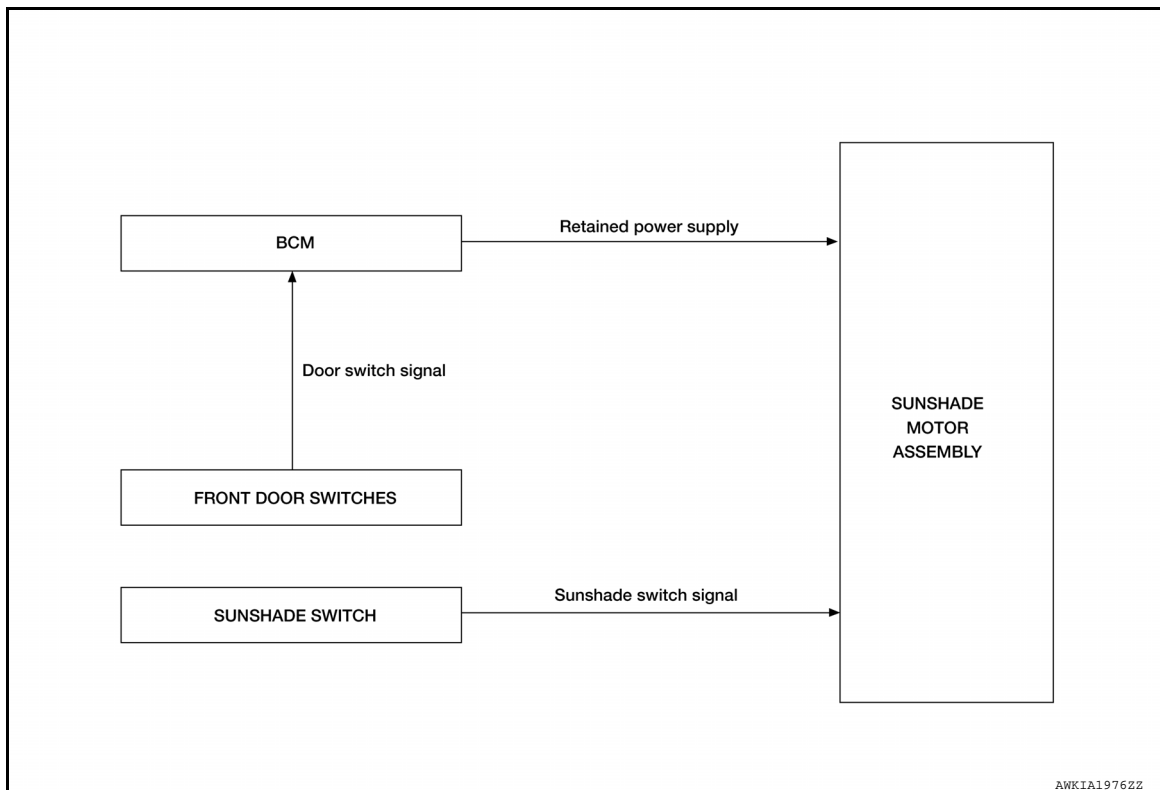 BCM
Retained power supply
Door switch signal
SUNSHADE
MOTOR
ASSEMBLY
FRONT DOOR SWITCHES
Sunshade switch signal
SUNSHADE SWITCH
AWKIA1976ZZ